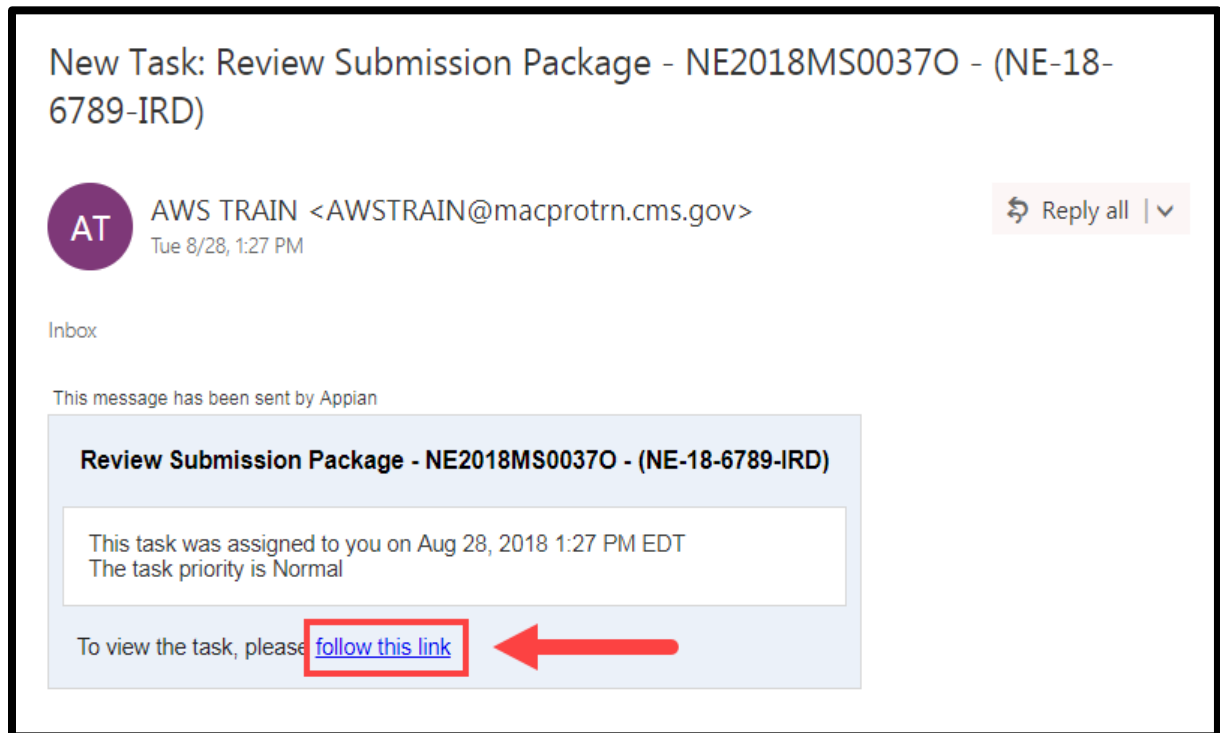 New Task: Review Submission Package - NE2018MS0037O - (NE-18-
6789-IRD)
AT
AWS TRAIN <AWSTRAIN@macprotrn.cms.gov>
Reply all
Tue 8/28, 1:27 PM
Inbox
This message has been sent by Appian
Review Submission Package - NE2018MS0037O - (NE-18-6789-IRD)
This task was assigned to you on Aug 28, 2018 1:27 PM EDT
The task priority is Normal
To view the task, please follow this link